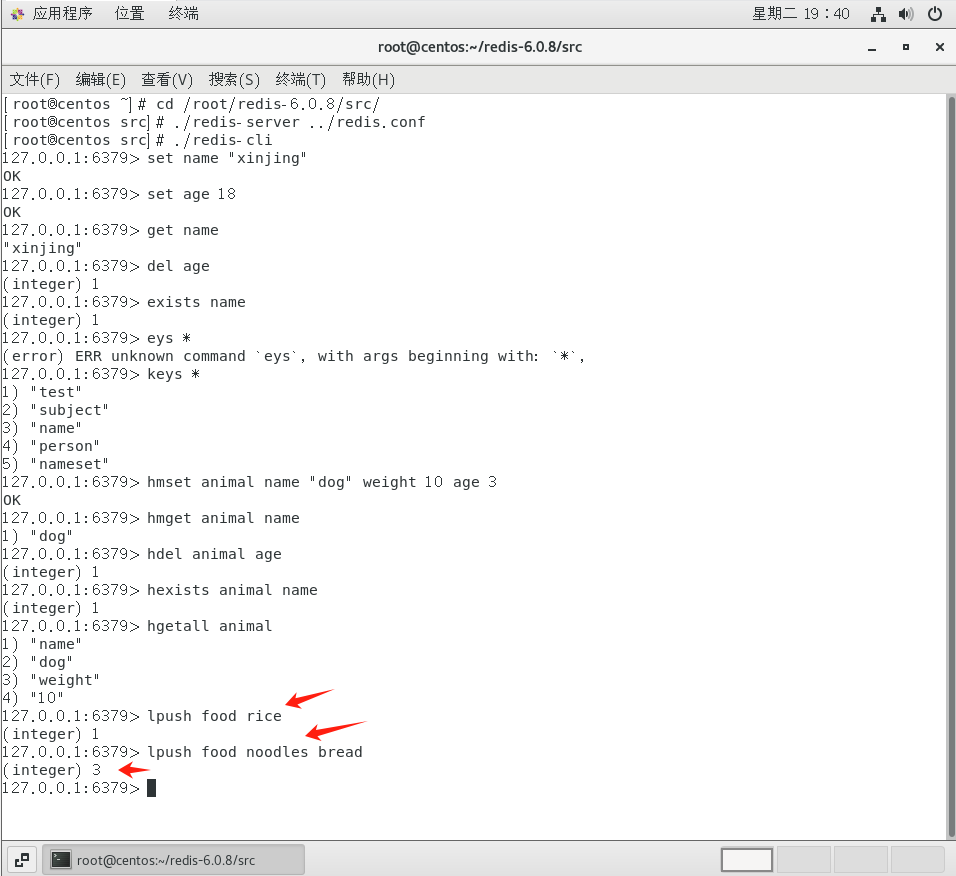 应用程序 位置 终端 星期二 19：40
root@centos:~/redis-6.0.8/src
文件(F) 编辑(E) 查看(V) 搜索(S) 终端(T) 帮助(H)
[root@centos ~]# cd /root/redis-6.0.8/src/
[root@centos src]# ./redis-server ../redis.conf
[root@centos src]# ./redis-cli
127.0.0.1:6379> set name "xinjing"
OK
127.0.0.1:6379> set age 18
OK
127.0.0.1:6379> get name
"xinjing"
127.0.0.1:6379> del age
(integer) 1
127.0.0.1:6379> exists name
(integer) 1
127.0.0.1:6379> eys *
(error) ERR unknown command `eys`, with args beginning with: `*`,
127.0.0.1:6379> keys *
1) "test"
2) "subject"
3) "name"
4) "person"
5) "nameset"
127.0.0.1:6379> hmset animal name "dog" weight 10 age 3
OK
127.0.0.1:6379> hmget animal name
1) "dog"
127.0.0.1:6379> hdel animal age
(integer) 1
127.0.0.1:6379> hexists animal name
(integer) 1
127.0.0.1:6379> hgetall animal
1) "name"
2) "dog"
3) "weight"
4) "10"
127.0.0.1:6379> lpush food rice
(integer) 1
127.0.0.1:6379> lpush food noodles bread
(integer) 3
127.0.0.1:6379>
root@centos:~/redis-6.0.8/src